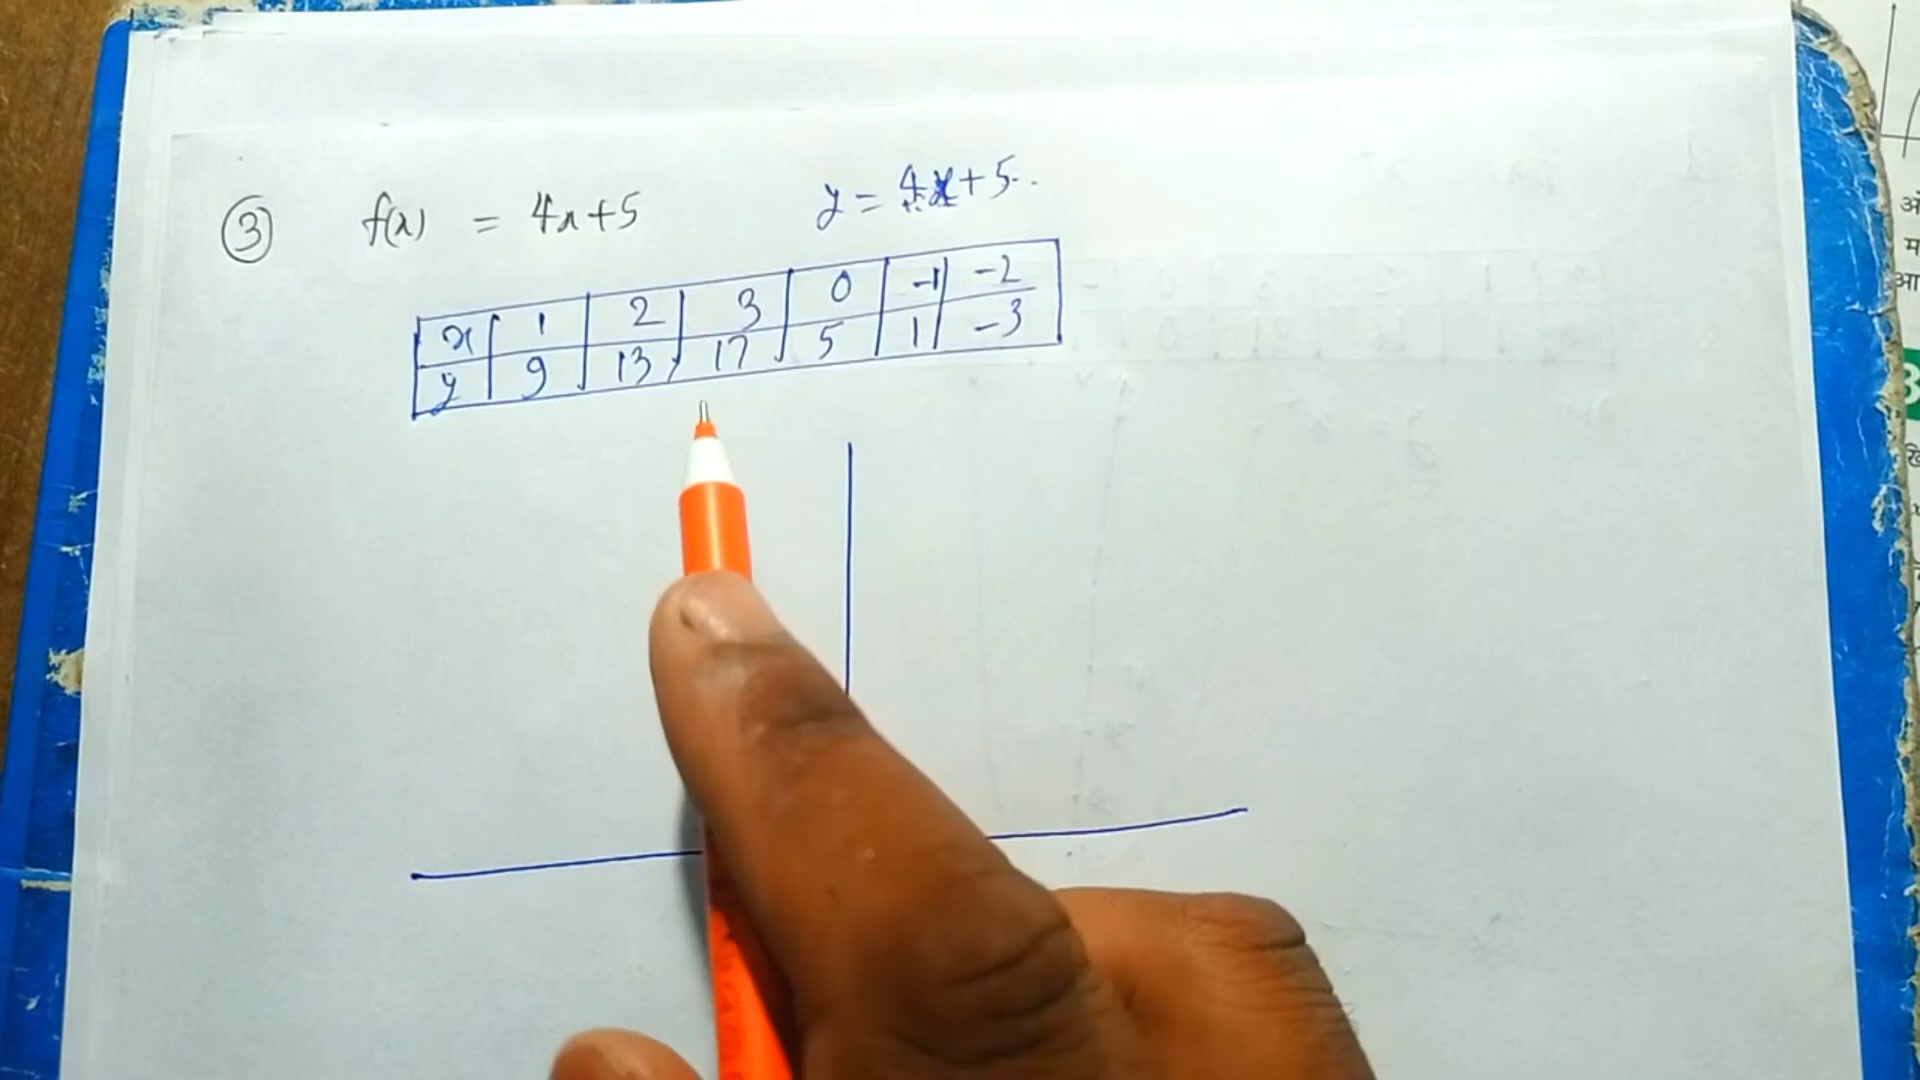 ③ f(x) = 4x+5 y = 4x+5.
x 1 2 3 0 -1 -2
y 9 13 17 5 1 -3